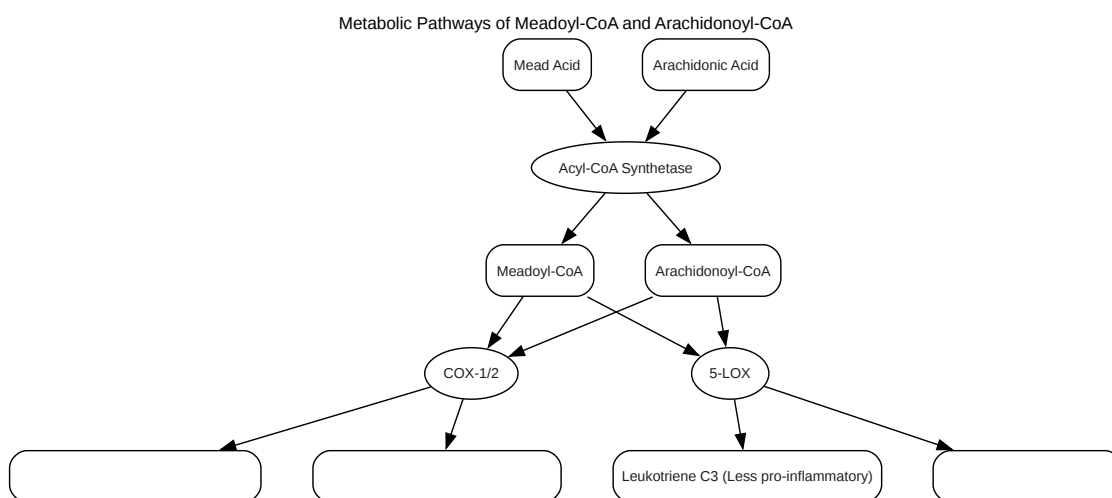 Metabolic Pathways of Meadoyl-CoA and Arachidonoyl-CoA
Mead Acid
Arachidonic Acid
Acyl-CoA Synthetase
Meadoyl-CoA
Arachidonoyl-CoA
COX-1/2
5-LOX
Leukotriene C3 (Less pro-inflammatory)